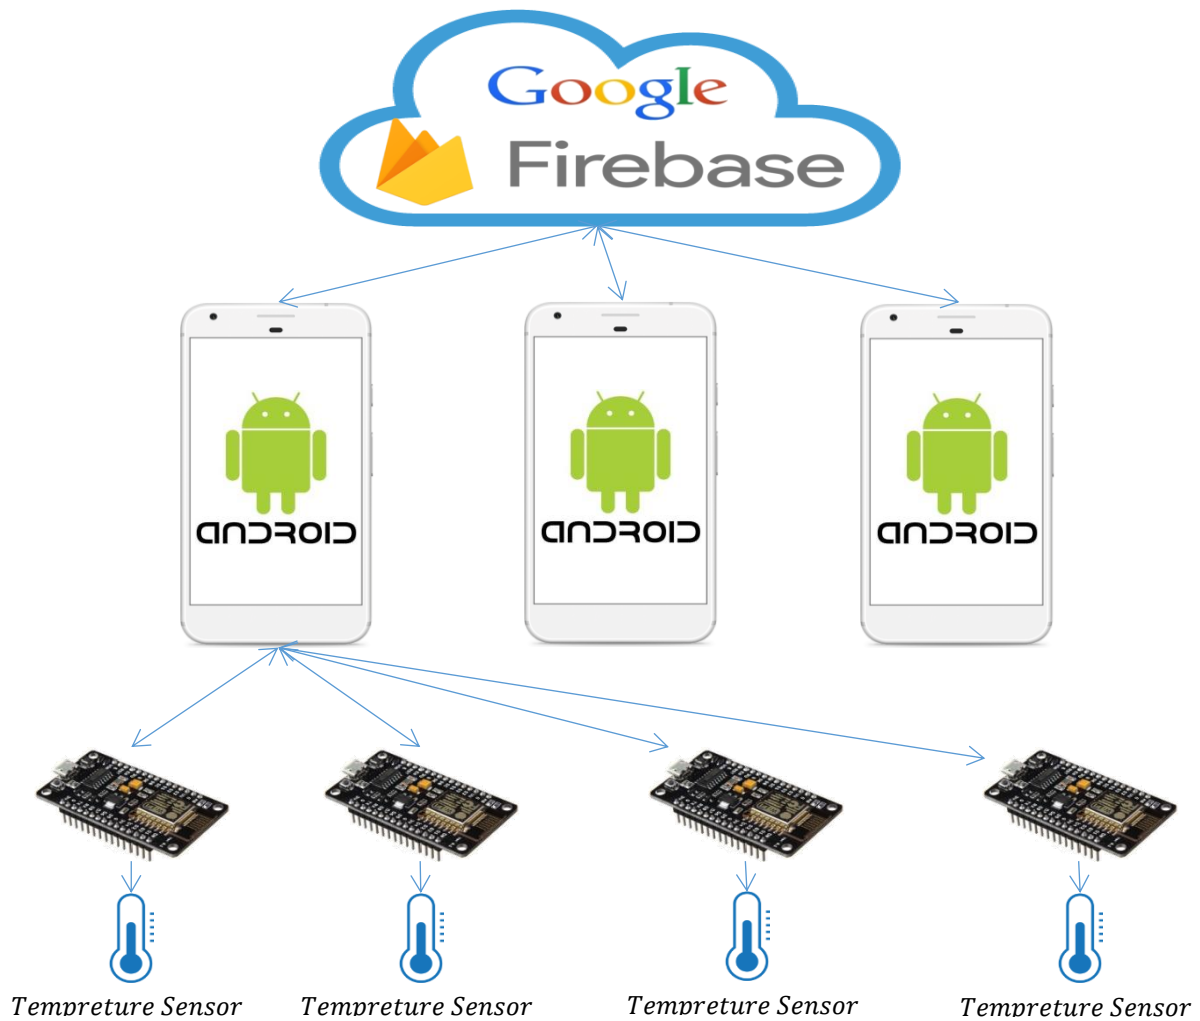 Google
Firebase
ANDROID
ANDROID
ANDROID
Tempreture Sensor
Tempreture Sensor
Tempreture Sensor
Tempreture Sensor